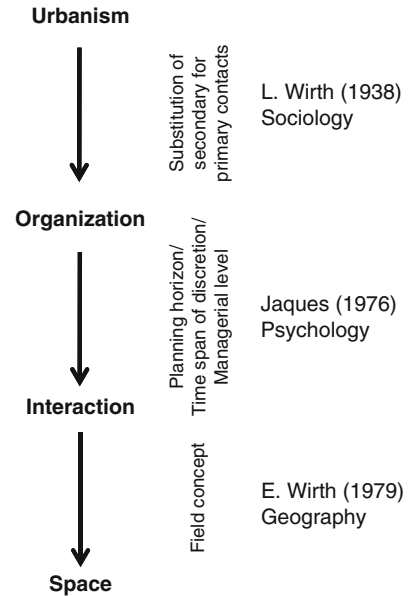 Urbanism
Substitution of
secondary for
primary contacts
L. Wirth (1938)
Sociology
Organization
Planning horizon/
Time span of discretion/
Managerial level
Jaques (1976)
Psychology
Interaction
Field concept
E. Wirth (1979)
Geography
Space